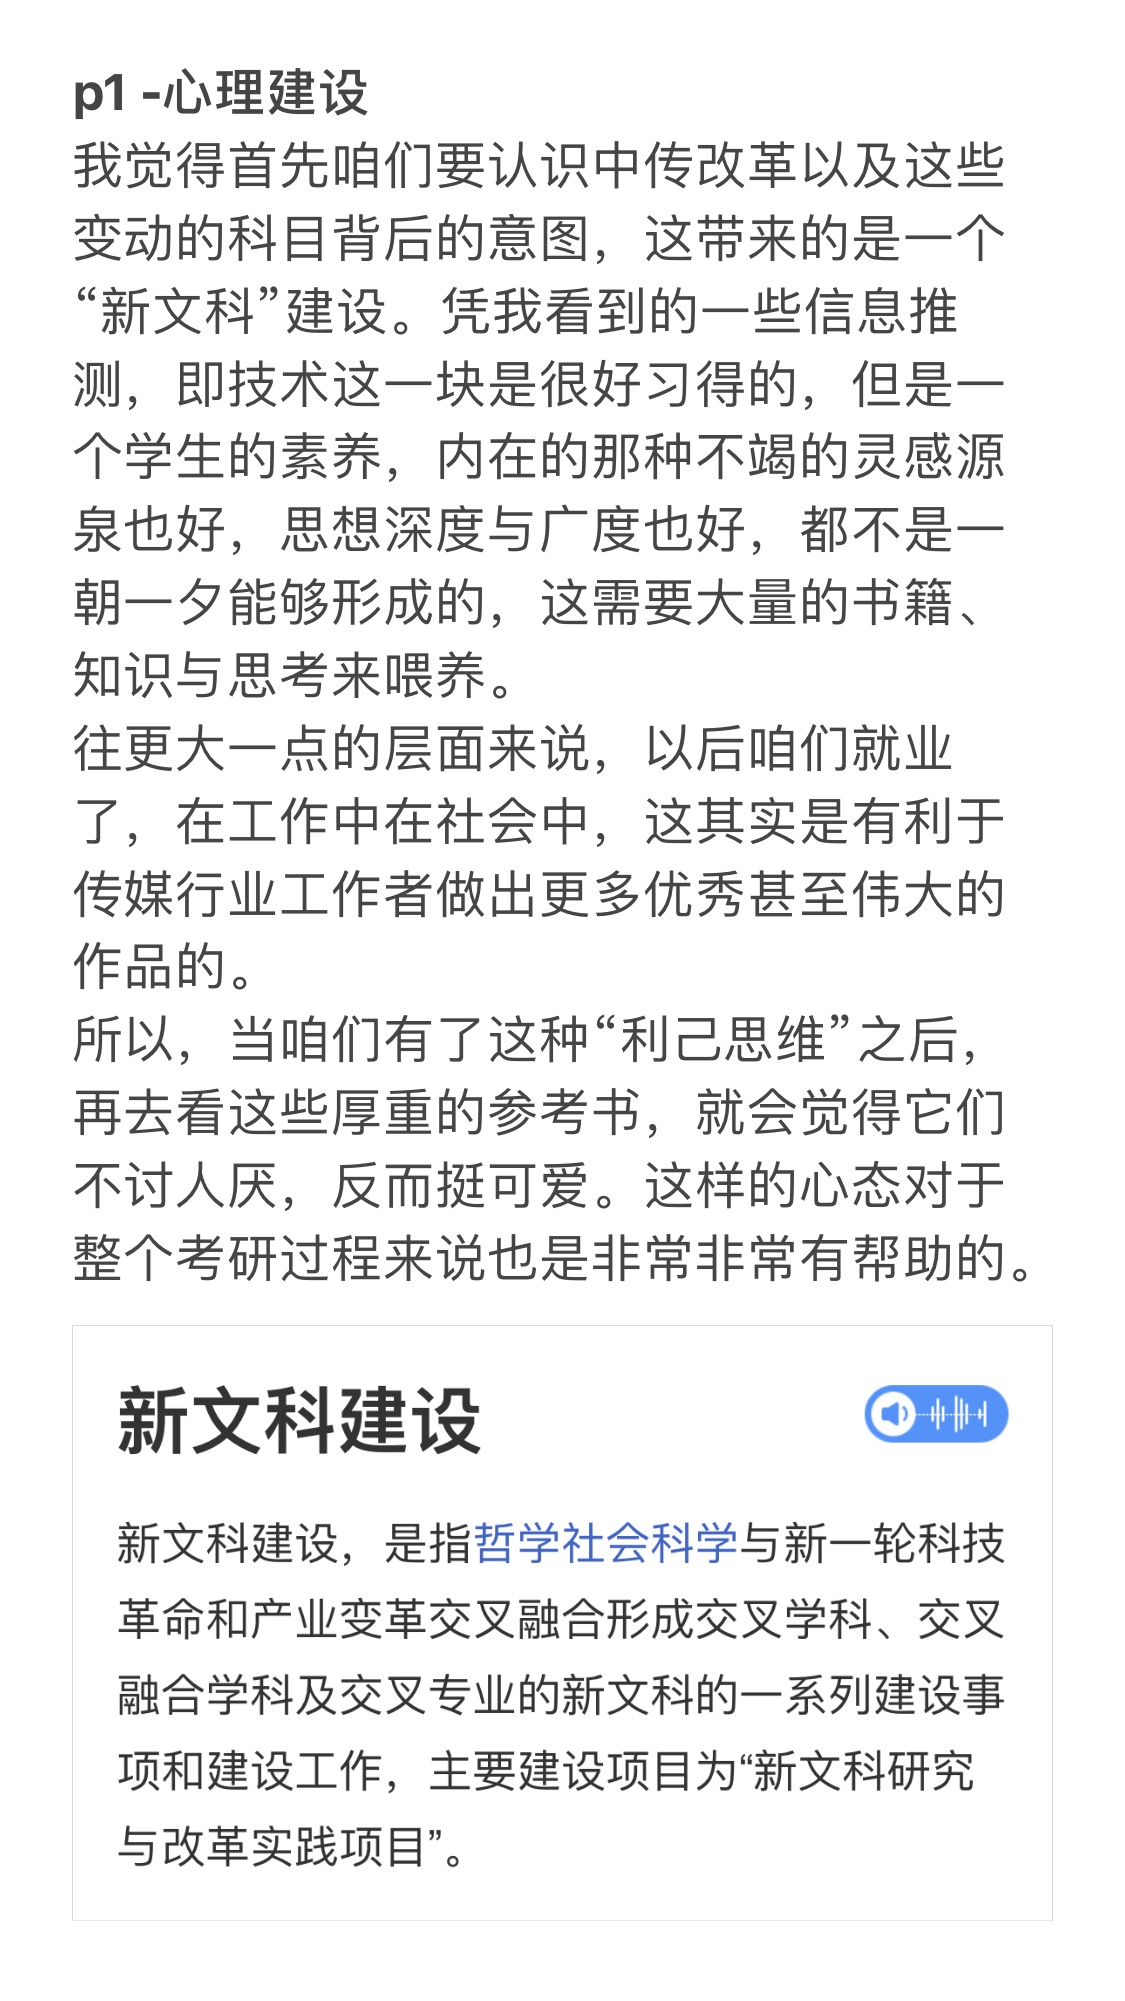 p1 -心理建设
我觉得首先咱们要认识中传改革以及这些
变动的科目背后的意图，这带来的是一个
“新文科”建设。凭我看到的一些信息推
测，即技术这一块是很好习得的，但是一
个学生的素养，内在的那种不竭的灵感源
泉也好，思想深度与广度也好，都不是一
朝一夕能够形成的，这需要大量的书籍、
知识与思考来喂养。
往更大一点的层面来说，以后咱们就业
了，在工作中在社会中，这其实是有利于
传媒行业工作者做出更多优秀甚至伟大的
作品的。
所以，当咱们有了这种“利己思维”之后，
再去看这些厚重的参考书，就会觉得它们
不讨人厌，反而挺可爱。这样的心态对于
整个考研过程来说也是非常非常有帮助的。
新文科建设
新文科建设，是指哲学社会科学与新一轮科技
革命和产业变革交叉融合形成交叉学科、交叉
融合学科及交叉专业的新文科的一系列建设事
项和建设工作，主要建设项目为“新文科研究
与改革实践项目”。